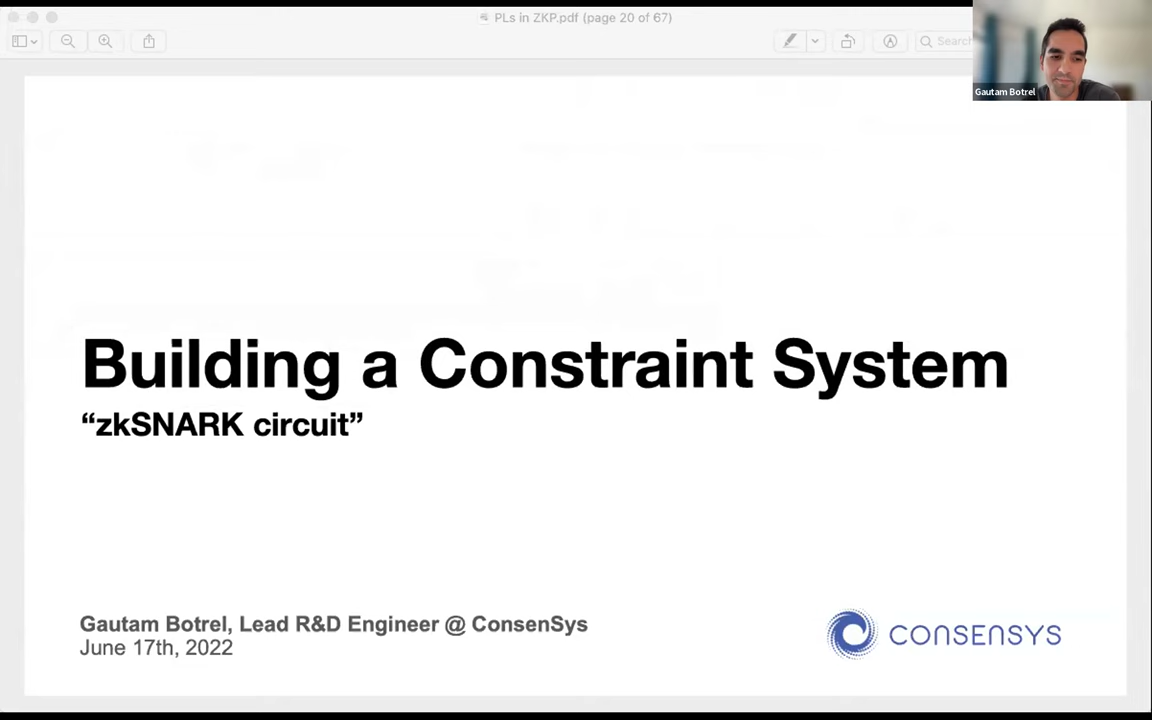 PLs in ZKP.pdf (page 20 of 67)
Search
Gautam Botrel
Building a Constraint System
“zkSNARK circuit”
Gautam Botrel, Lead R&D Engineer @ ConsenSys
June 17th, 2022
CONSENSYS